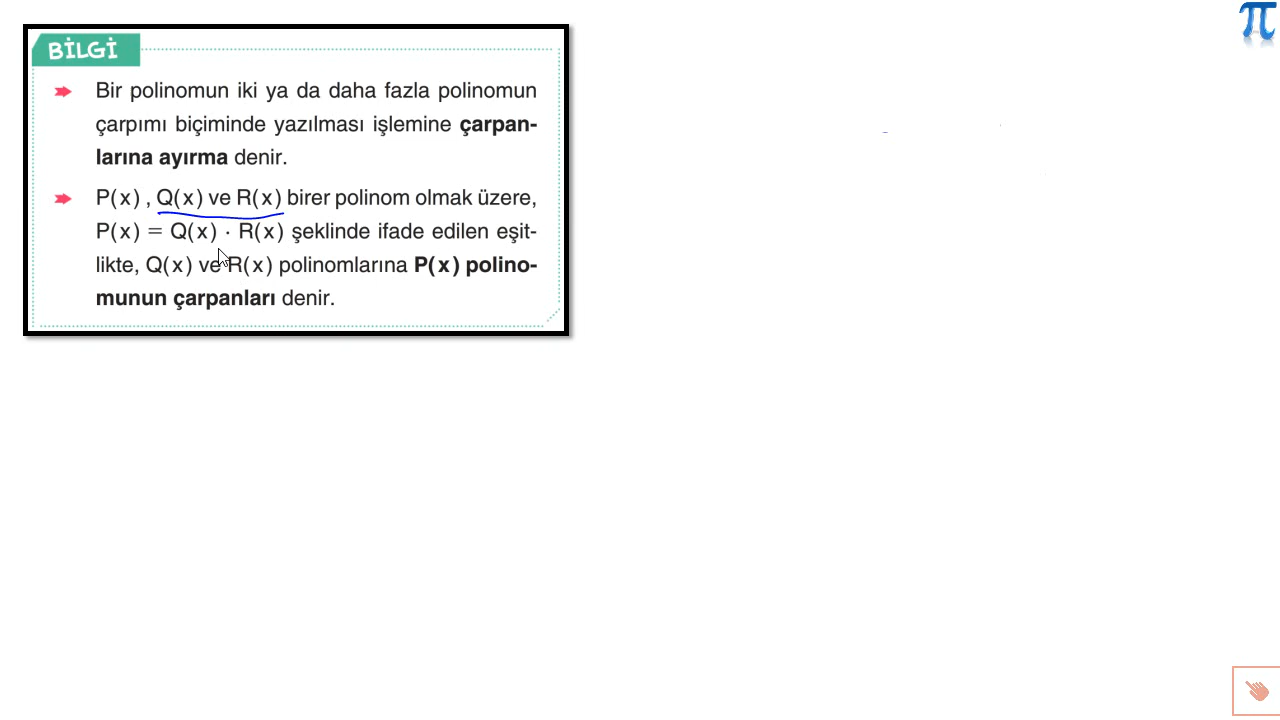 BİLGİ
Bir polinomun iki ya da daha fazla polinomun
çarpımı biçiminde yazılması işlemine çarpan-
larına ayırma denir.
P(x) , Q(x) ve R(x) birer polinom olmak üzere,
P(x) = Q(x) · R(x) şeklinde ifade edilen eşit-
likte, Q(x) ve R(x) polinomlarına P(x) polino-
munun çarpanları denir.
π